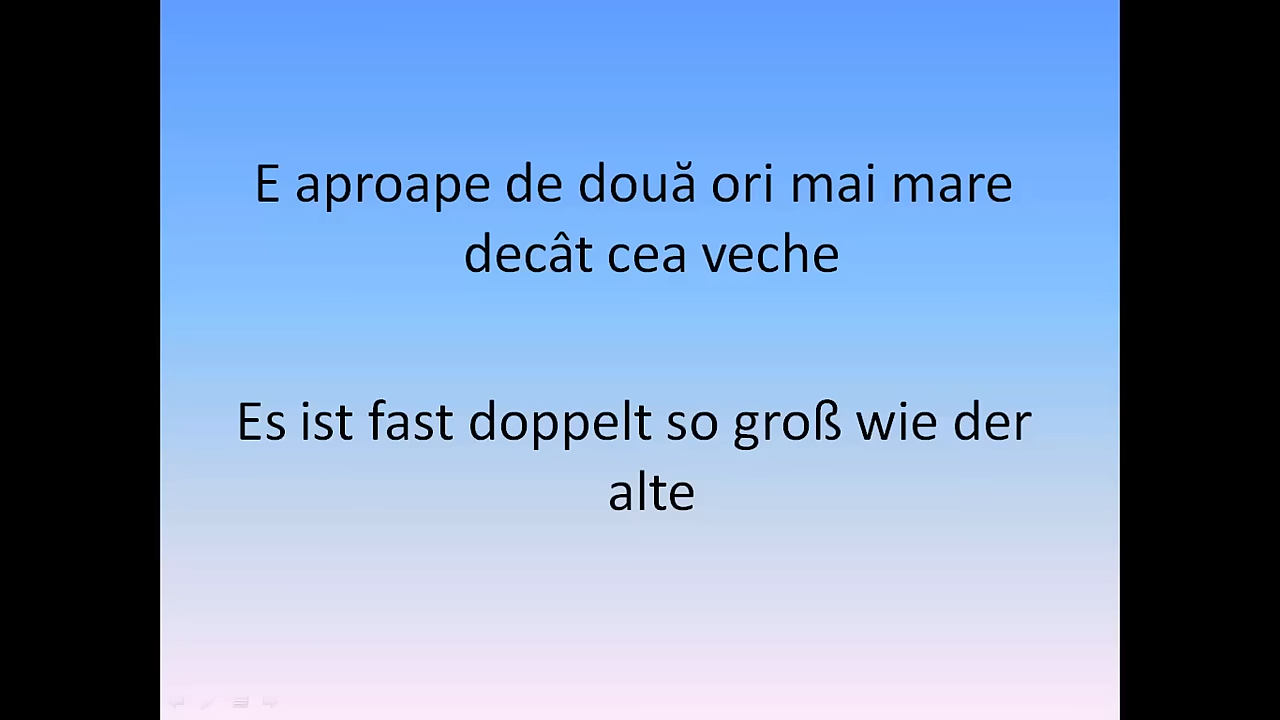 E aproape de două ori mai mare
decât cea veche
Es ist fast doppelt so groß wie der
alte